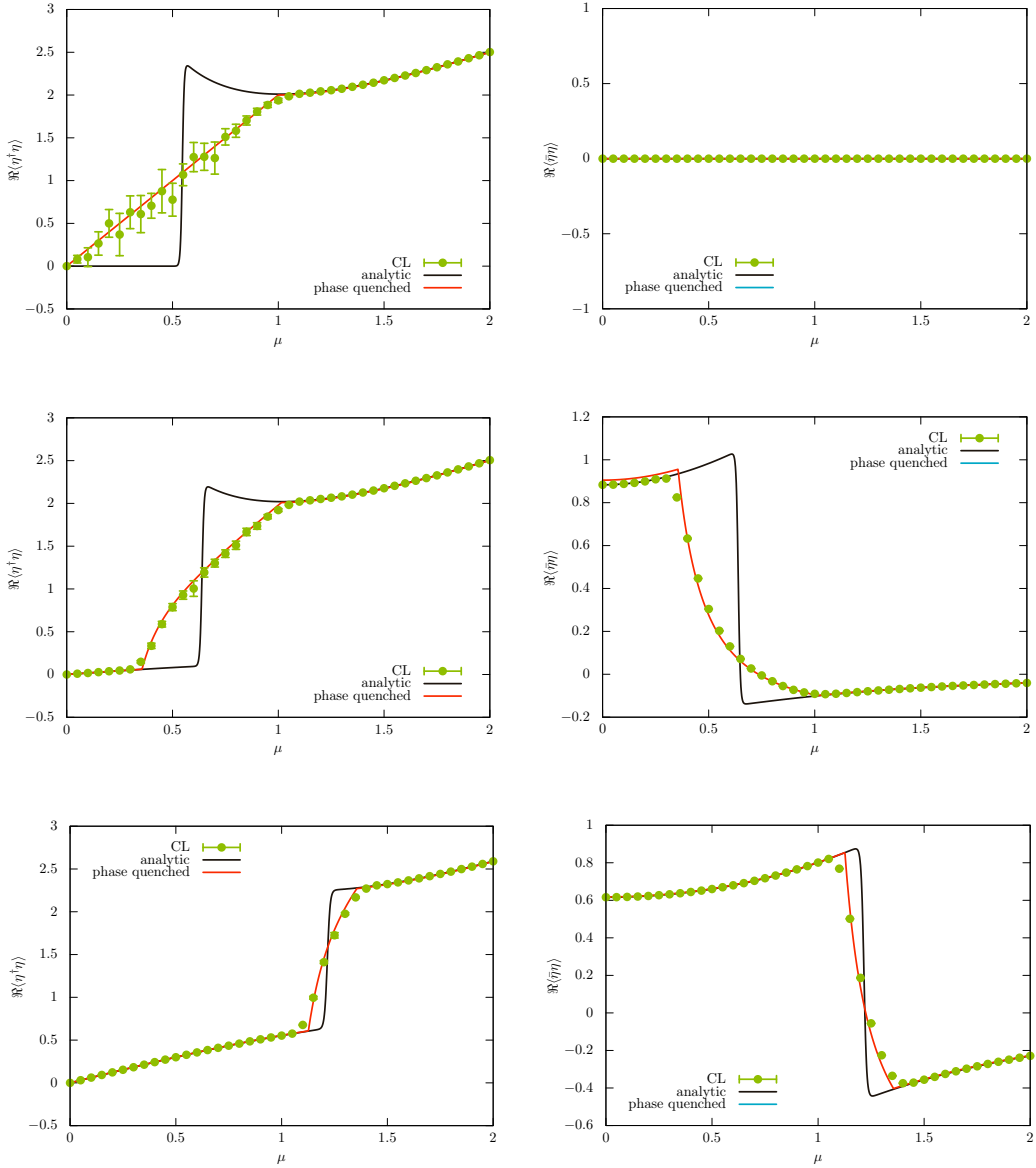 3
2.5
2
1.5
1
0.5
0
−0.5
0 0.5 1 1.5 2
ℜ⟨η†η⟩
μ
CL
analytic
phase quenched
1
0.5
0
−0.5
−1
0 0.5 1 1.5 2
ℜ⟨η̄η⟩
μ
CL
analytic
phase quenched
3
2.5
2
1.5
1
0.5
0
−0.5
0 0.5 1 1.5 2
ℜ⟨η†η⟩
μ
CL
analytic
phase quenched
1.2
1
0.8
0.6
0.4
0.2
0
−0.2
0 0.5 1 1.5 2
ℜ⟨η̄η⟩
μ
CL
analytic
phase quenched
3
2.5
2
1.5
1
0.5
0
−0.5
0 0.5 1 1.5 2
ℜ⟨η†η⟩
μ
CL
analytic
phase quenched
1
0.8
0.6
0.4
0.2
0
−0.2
−0.4
−0.6
0 0.5 1 1.5 2
ℜ⟨η̄η⟩
μ
CL
analytic
phase quenched